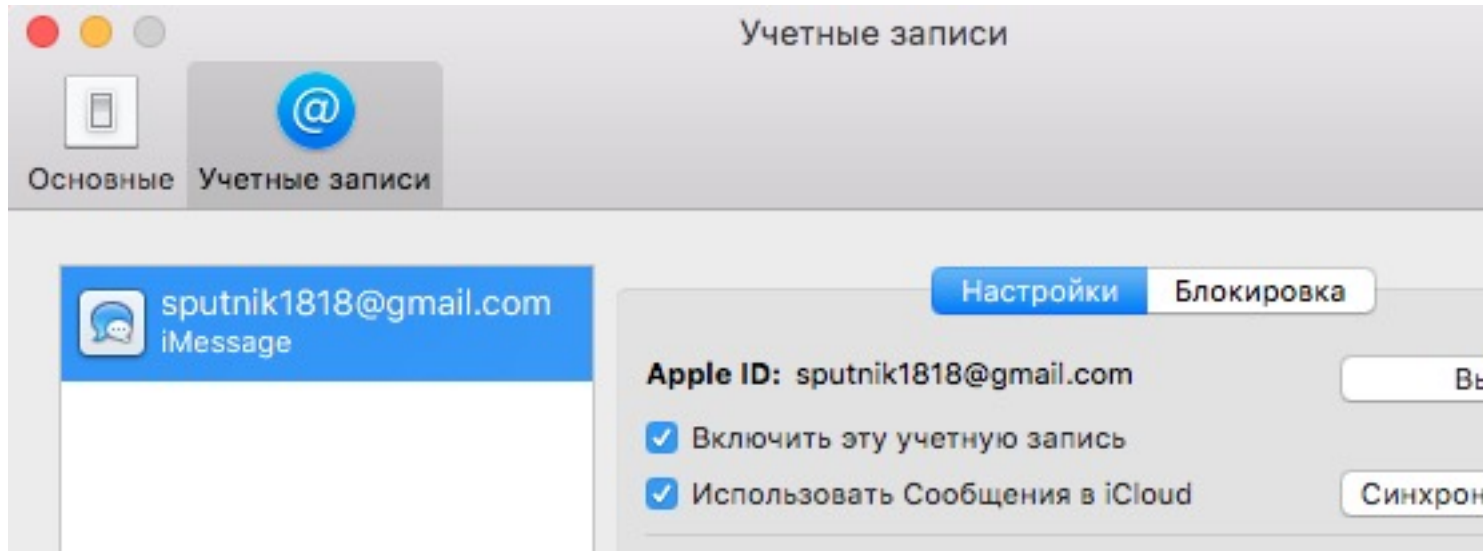 Учетные записи
Основные
Учетные записи
sputnik1818@gmail.com
iMessage
Настройки
Блокировка
Apple ID: sputnik1818@gmail.com
Включить эту учетную запись
Использовать Сообщения в iCloud